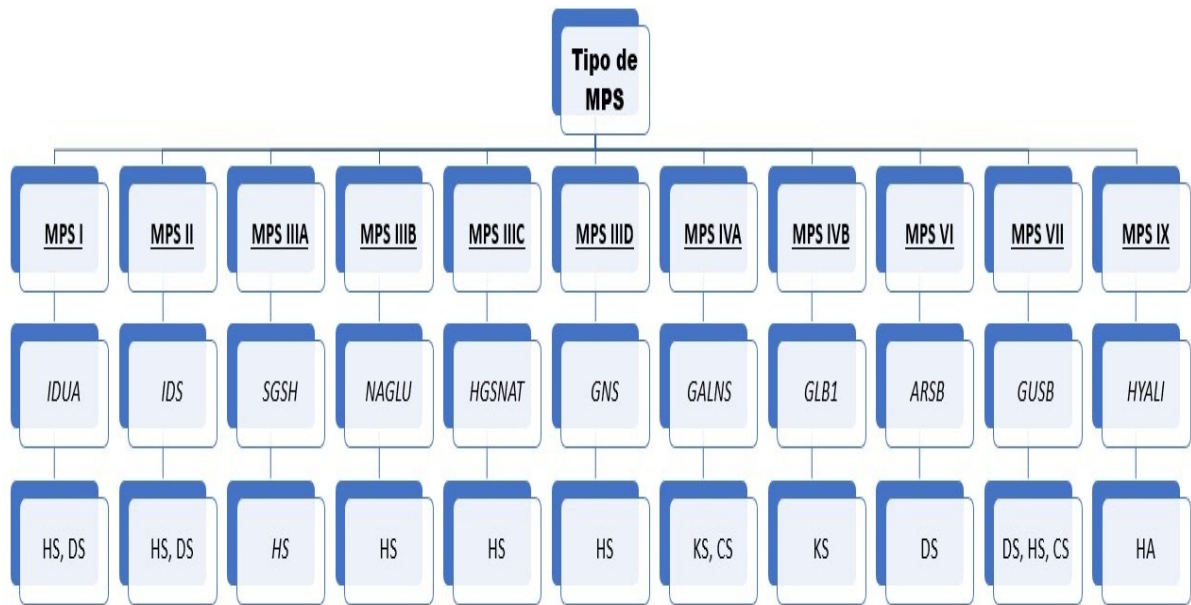 Tipo de
MPS
MPS I
MPS II
MPS IIIA
MPS IIIB
MPS IIIC
MPS IIID
MPS IVA
MPS IVB
MPS VI
MPS VII
MPS IX
IDUA
IDS
SGSH
NAGLU
HGSNAT
GNS
GALNS
GLB1
ARSB
GUSB
HYALI
HS, DS
HS, DS
HS
HS
HS
HS
KS, CS
KS
DS
DS, HS, CS
HA